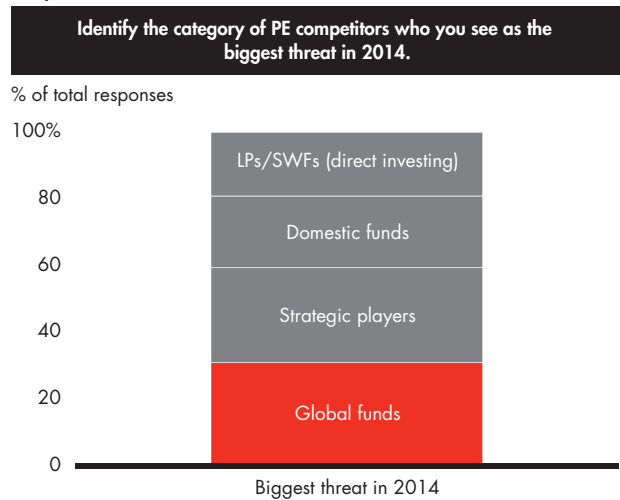 Identify the category of PE competitors who you see as the
biggest threat in 2014.
% of total responses
100%
LPs/SWFs (direct investing)
80
Domestic funds
60
Strategic players
40
20
Global funds
0
Biggest threat in 2014